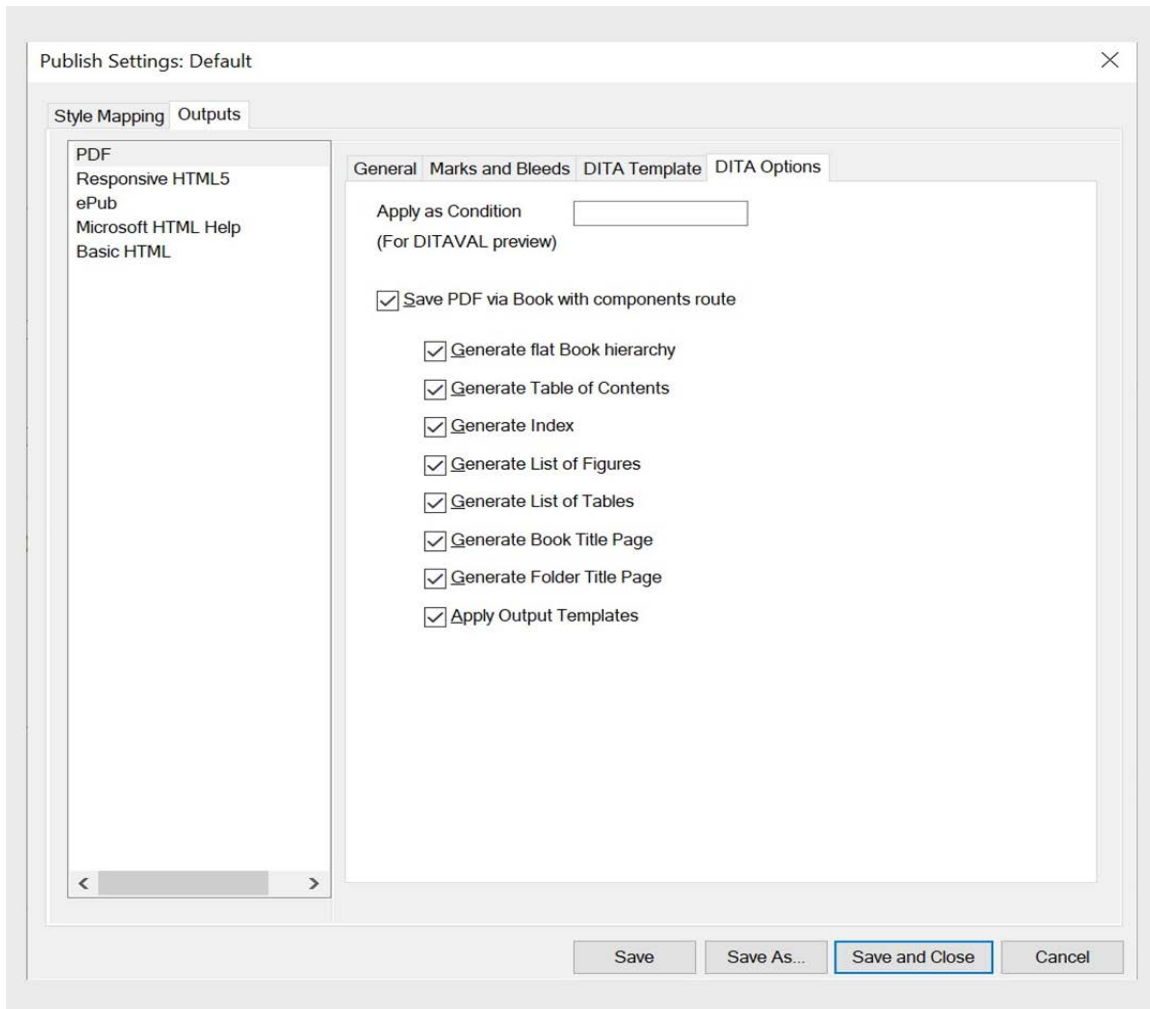 Publish Settings: Default
Style Mapping Outputs
PDF
Responsive HTML5
ePub
Microsoft HTML Help
Basic HTML
General Marks and Bleeds DITA Template DITA Options
Apply as Condition
(For DITAVAL preview)
Save PDF via Book with components route
Generate flat Book hierarchy
Generate Table of Contents
Generate Index
Generate List of Figures
Generate List of Tables
Generate Book Title Page
Generate Folder Title Page
Apply Output Templates
Save Save As... Save and Close Cancel